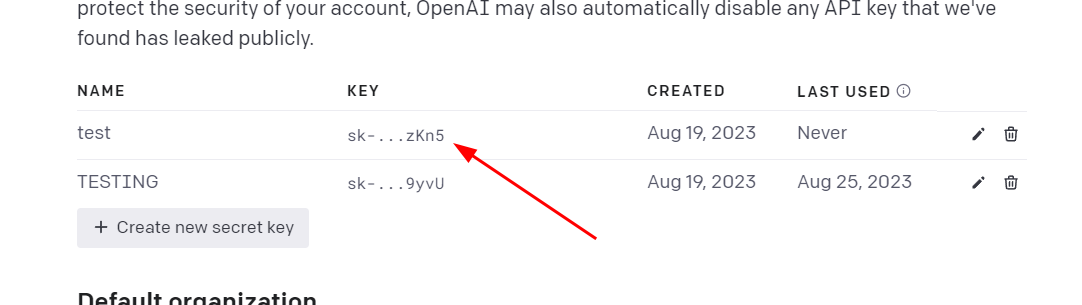 protect the security of your account, OpenAI may also automatically disable any API key that we've
found has leaked publicly.
NAME KEY CREATED LAST USED
test sk-...zKn5 Aug 19, 2023 Never
TESTING sk-...9yvU Aug 19, 2023 Aug 25, 2023
+ Create new secret key
Default organization